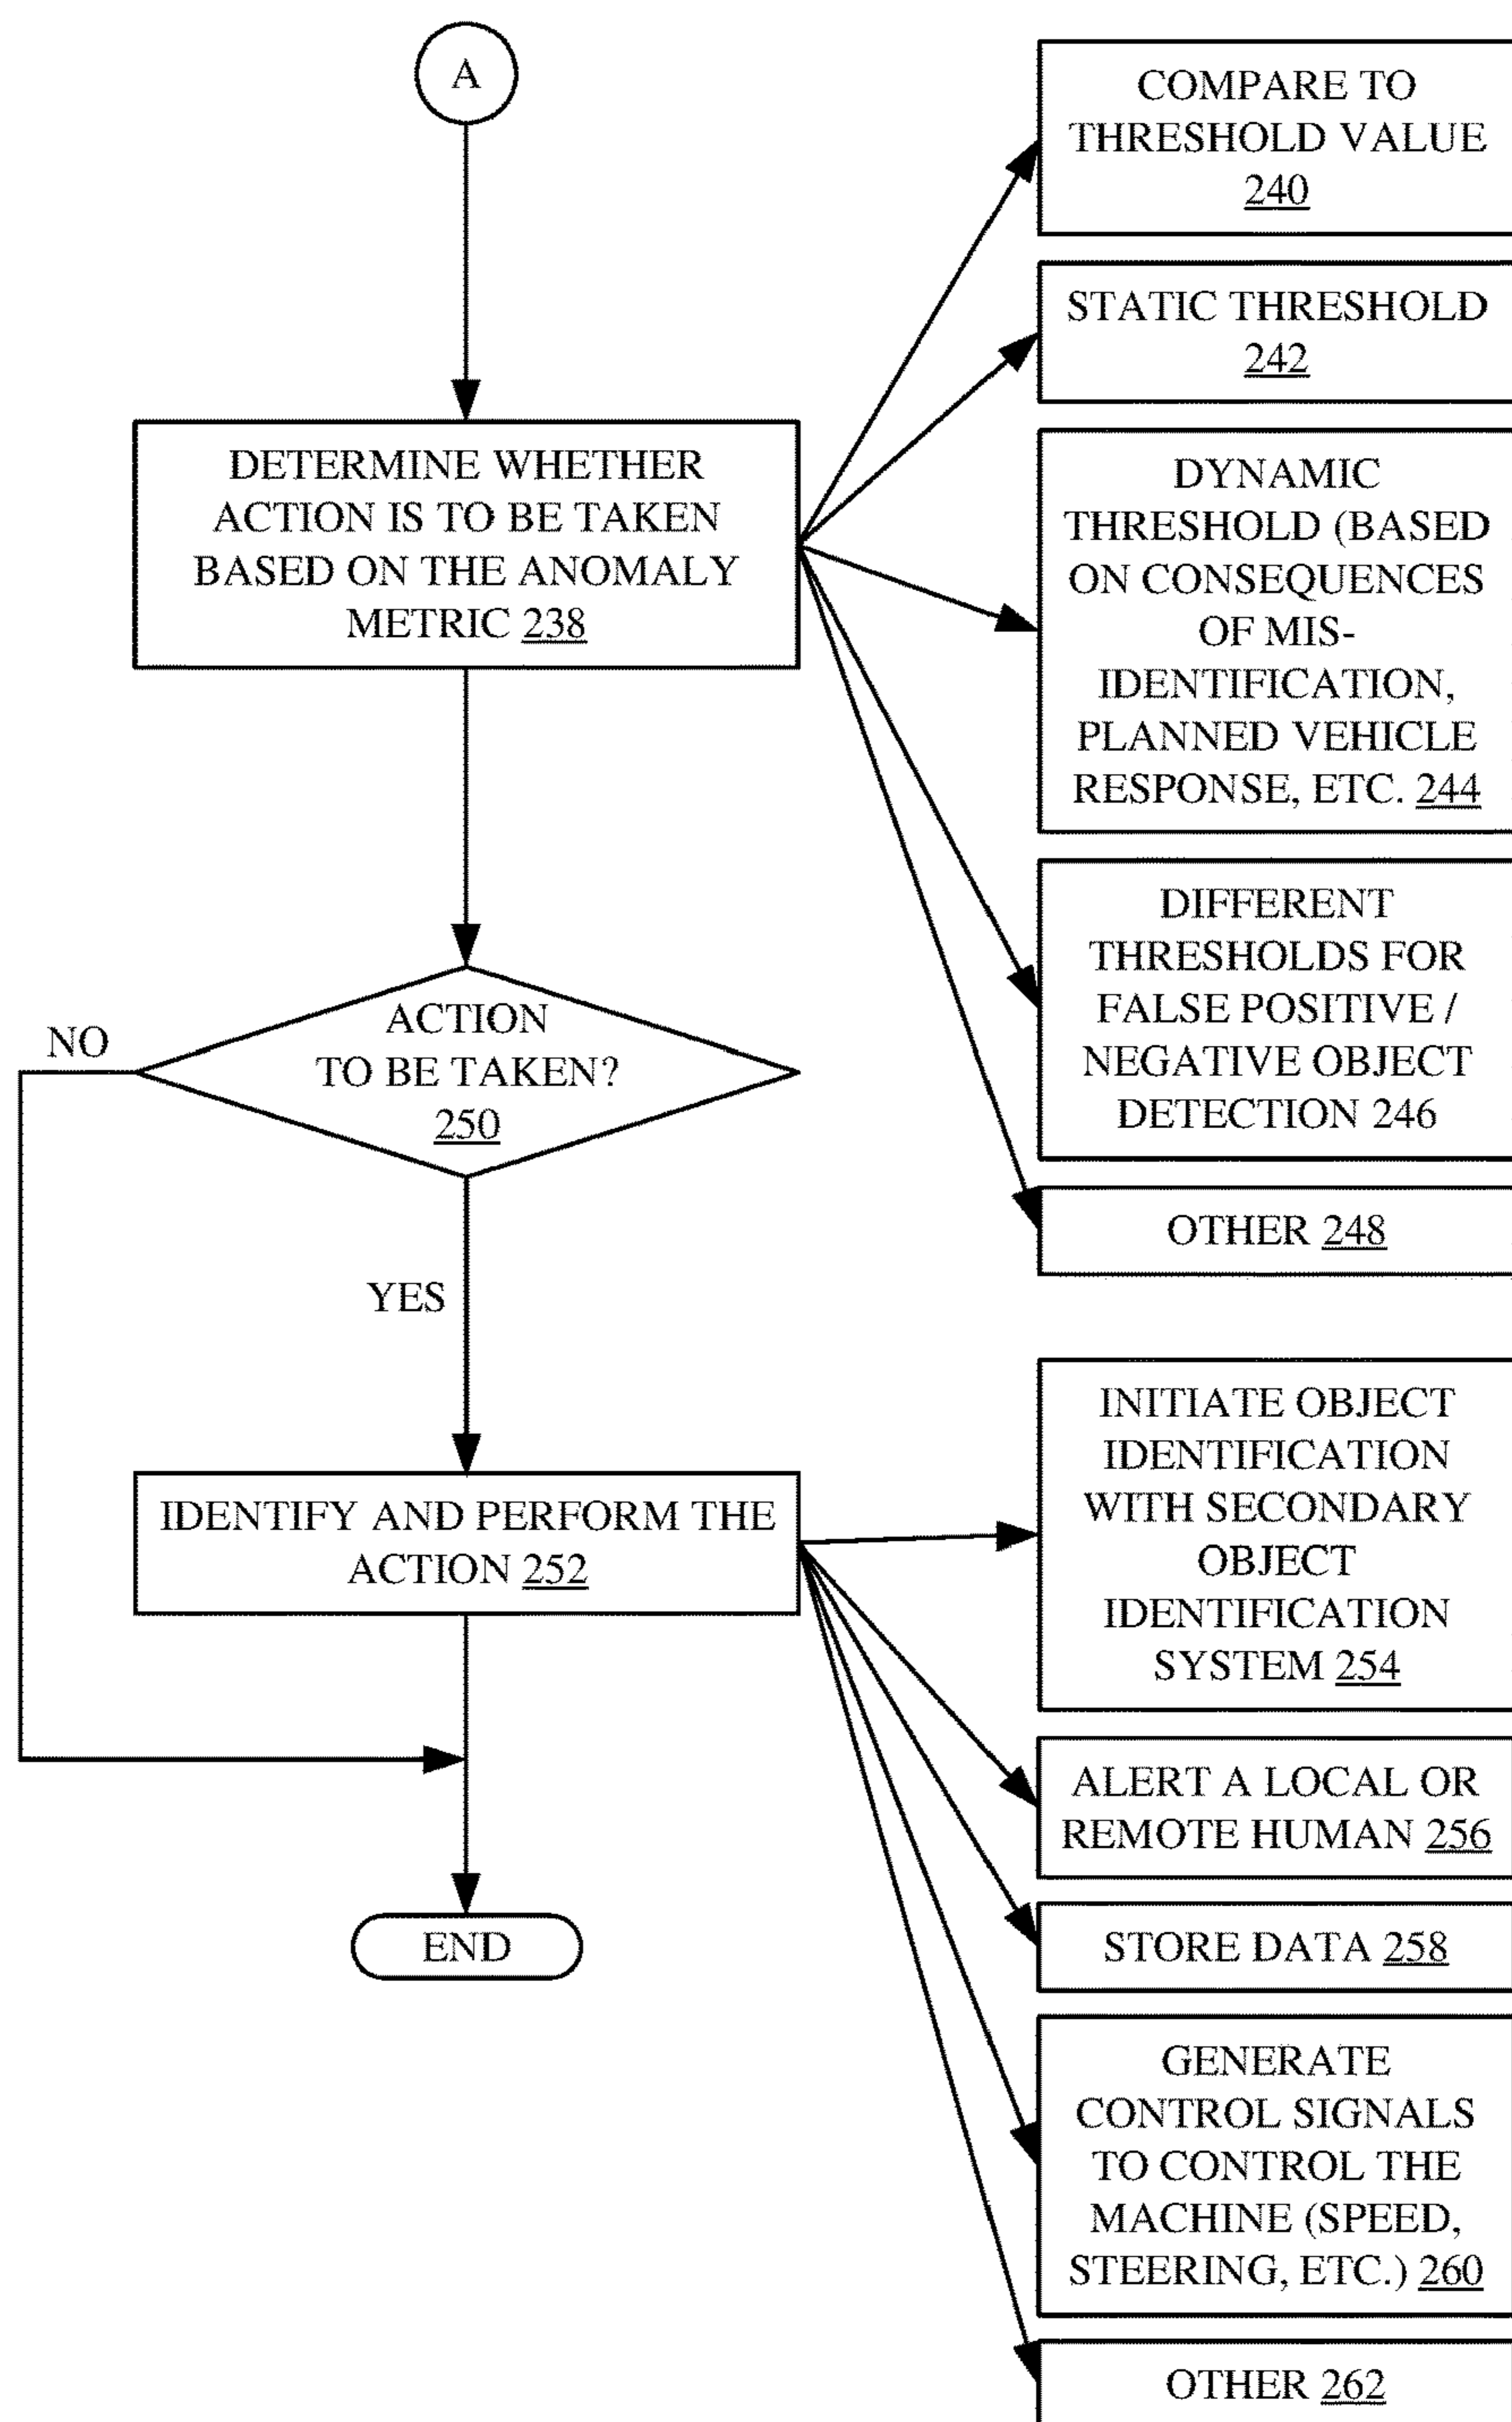 A
COMPARE TO
THRESHOLD VALUE
240
STATIC THRESHOLD
242
DETERMINE WHETHER
ACTION IS TO BE TAKEN
BASED ON THE ANOMALY
METRIC 238
DYNAMIC
THRESHOLD (BASED
ON CONSEQUENCES
OF MIS-
IDENTIFICATION,
PLANNED VEHICLE
RESPONSE, ETC. 244
DIFFERENT
THRESHOLDS FOR
FALSE POSITIVE /
NEGATIVE OBJECT
DETECTION 246
OTHER 248
ACTION
TO BE TAKEN?
250
NO
YES
IDENTIFY AND PERFORM THE
ACTION 252
INITIATE OBJECT
IDENTIFICATION
WITH SECONDARY
OBJECT
IDENTIFICATION
SYSTEM 254
ALERT A LOCAL OR
REMOTE HUMAN 256
STORE DATA 258
GENERATE
CONTROL SIGNALS
TO CONTROL THE
MACHINE (SPEED,
STEERING, ETC.) 260
OTHER 262
END